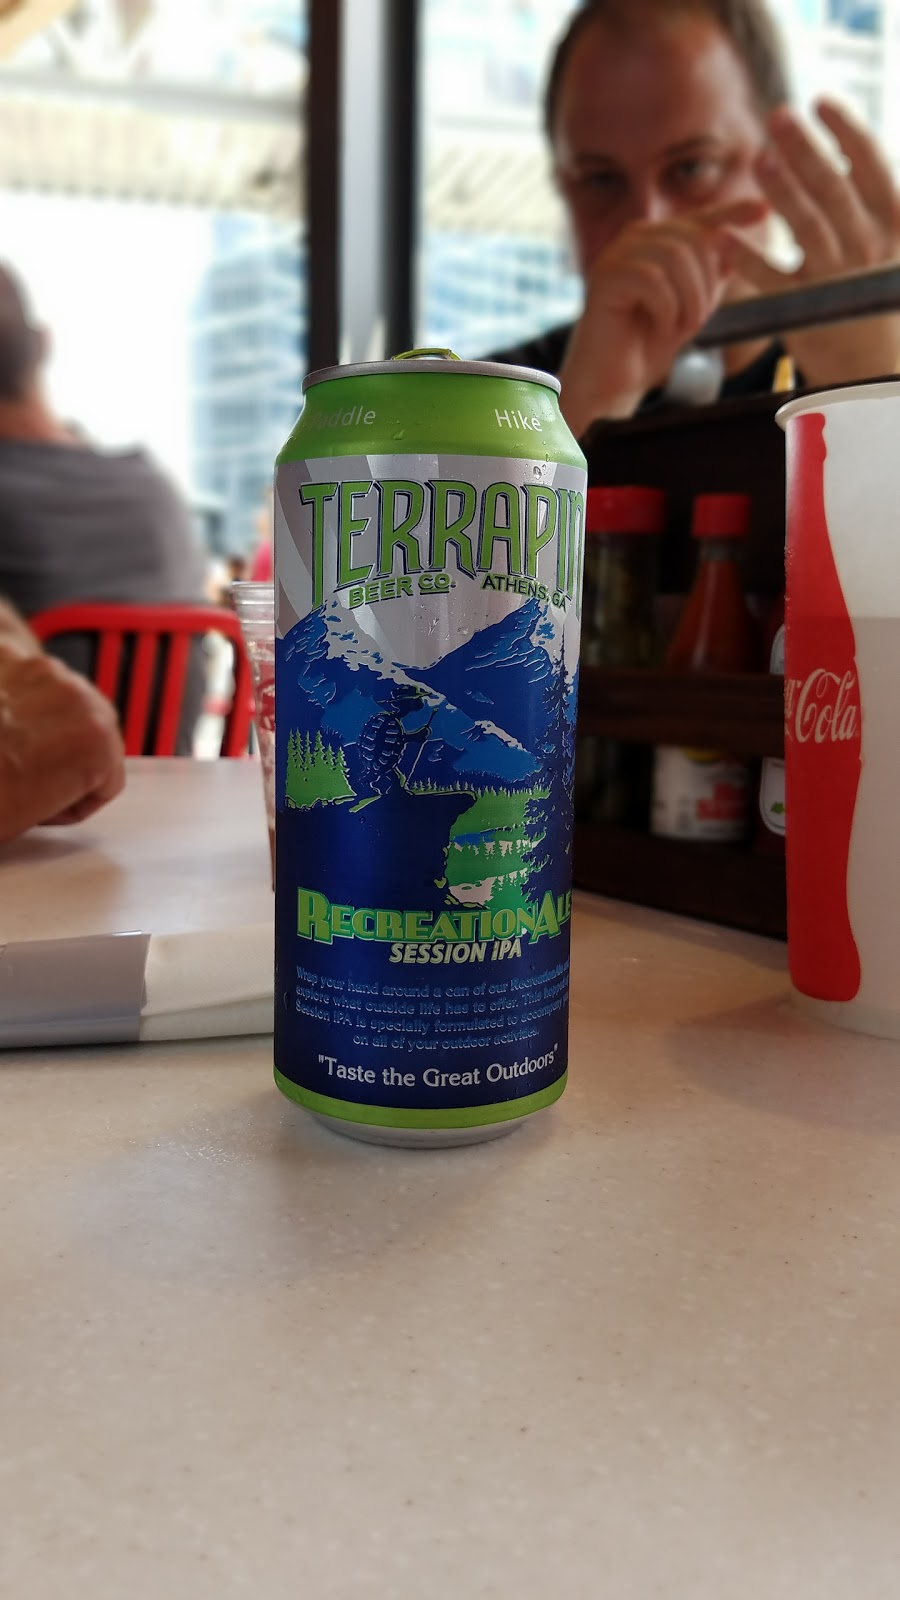 Paddle Hike
TERRAPIN
BEER CO. ATHENS, GA
RECREATIONALE
SESSION IPA
Wrap your hand around a can of our RecreationAle
explore what outside life has to offer. This
Session IPA is specially formulated to accompany
on all of your outdoor activities.
"Taste the Great Outdoors"
Cola